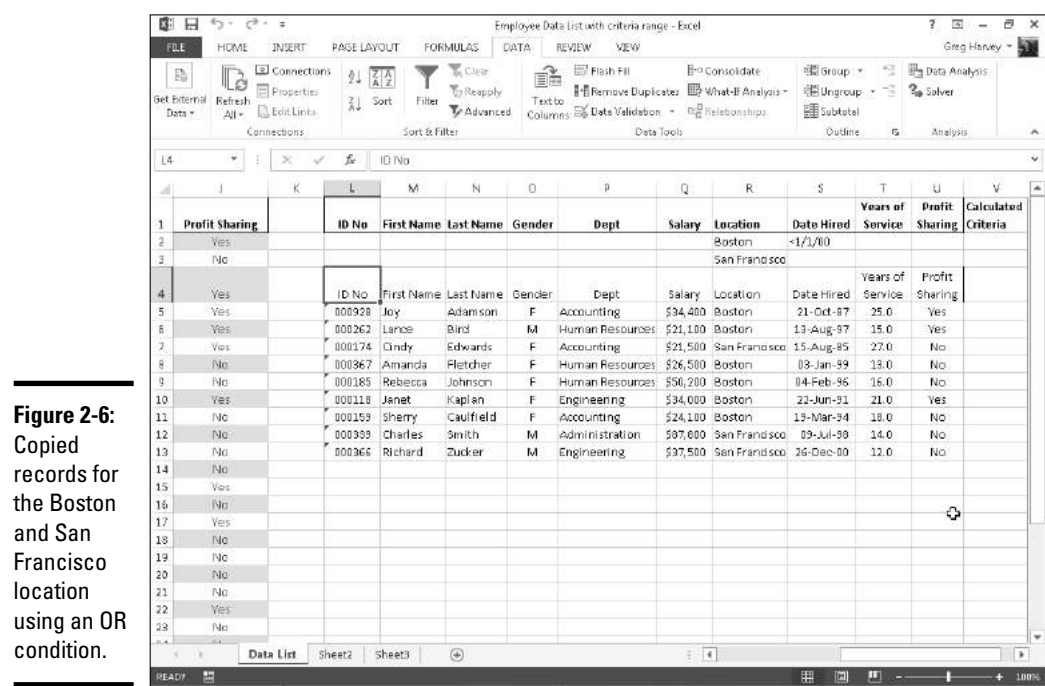 Employee Data List with criteria range - Excel
FILE HOME INSERT PAGE LAYOUT FORMULAS DATA REVIEW VIEW Greg Harvey
Get External Data
Refresh All
Connections
Properties
Edit Links
Connections
Sort
Filter
Clear
Reapply
Advanced
Sort & Filter
Text to Columns
Flash Fill
Remove Duplicates
Data Validation
Consolidate
What-If Analysis
Relationships
Data Tools
Group
Ungroup
Subtotal
Outline
Data Analysis
Solver
Analysis
L4 fx ID No
J K L M N O P Q R S T U V
1 Profit Sharing ID No First Name Last Name Gender Dept Salary Location Date Hired Years of Service Profit Sharing Calculated Criteria
2 Yes Boston <1/1/00
3 No San Francisco
4 Yes ID No First Name Last Name Gender Dept Salary Location Date Hired Years of Service Profit Sharing
5 Yes 000928 Joy Adamson F Accounting $34,400 Boston 21-Oct-87 25.0 Yes
6 Yes 000262 Lance Bird M Human Resources $21,100 Boston 13-Aug-97 15.0 Yes
7 Yes 000174 Cindy Edwards F Accounting $21,500 San Francisco 15-Aug-85 27.0 No
8 No 000367 Amanda Fletcher F Human Resources $26,500 Boston 03-Jan-99 13.0 No
9 No 000185 Rebecca Johnson F Human Resources $50,200 Boston 04-Feb-96 16.0 No
10 Yes 000118 Janet Kaplan F Engineering $34,000 Boston 22-Jun-91 21.0 Yes
11 No 000159 Sherry Caulfield F Accounting $24,100 Boston 19-Mar-94 18.0 No
12 No 000399 Charles Smith M Administration $87,800 San Francisco 09-Jul-98 14.0 No
13 No 000366 Richard Zucker M Engineering $37,500 San Francisco 26-Dec-00 12.0 No
14 No
15 Yes
16 No
17 Yes
18 No
19 No
20 No
21 No
22 Yes
23 No
Data List Sheet2 Sheet3
READY 100%
Figure 2-6:
Copied
records for
the Boston
and San
Francisco
location
using an OR
condition.